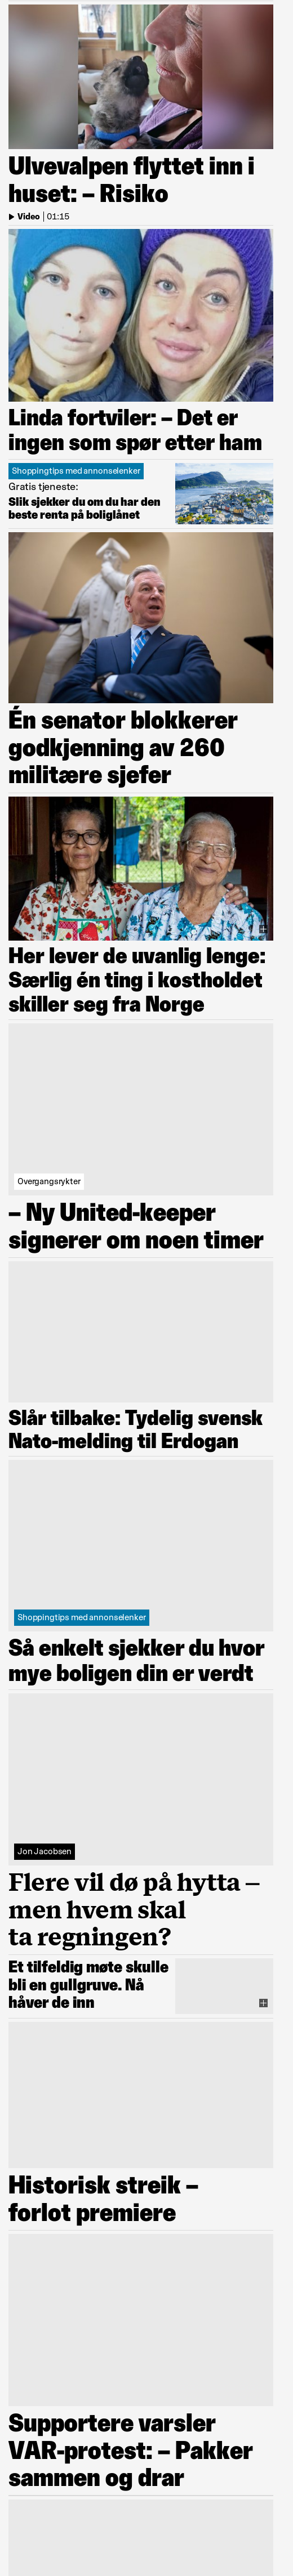 Ulvevalpen flyttet inn i
huset: – Risiko
Video | 01:15
Linda fortviler: – Det er
ingen som spør etter ham
Shoppingtips med annonselenker
Gratis tjeneste:
Slik sjekker du om du har den
beste renta på boliglånet
Én senator blokkerer
godkjenning av 260
militære sjefer
Her lever de uvanlig lenge:
Særlig én ting i kostholdet
skiller seg fra Norge
Overgangsrykter
– Ny United-keeper
signerer om noen timer
Slår tilbake: Tydelig svensk
Nato-melding til Erdogan
Shoppingtips med annonselenker
Så enkelt sjekker du hvor
mye boligen din er verdt
Jon Jacobsen
Flere vil dø på hytta –
men hvem skal
ta regningen?
Et tilfeldig møte skulle
bli en gullgruve. Nå
håver de inn
Historisk streik –
forlot premiere
Supportere varsler
VAR-protest: – Pakker
sammen og drar